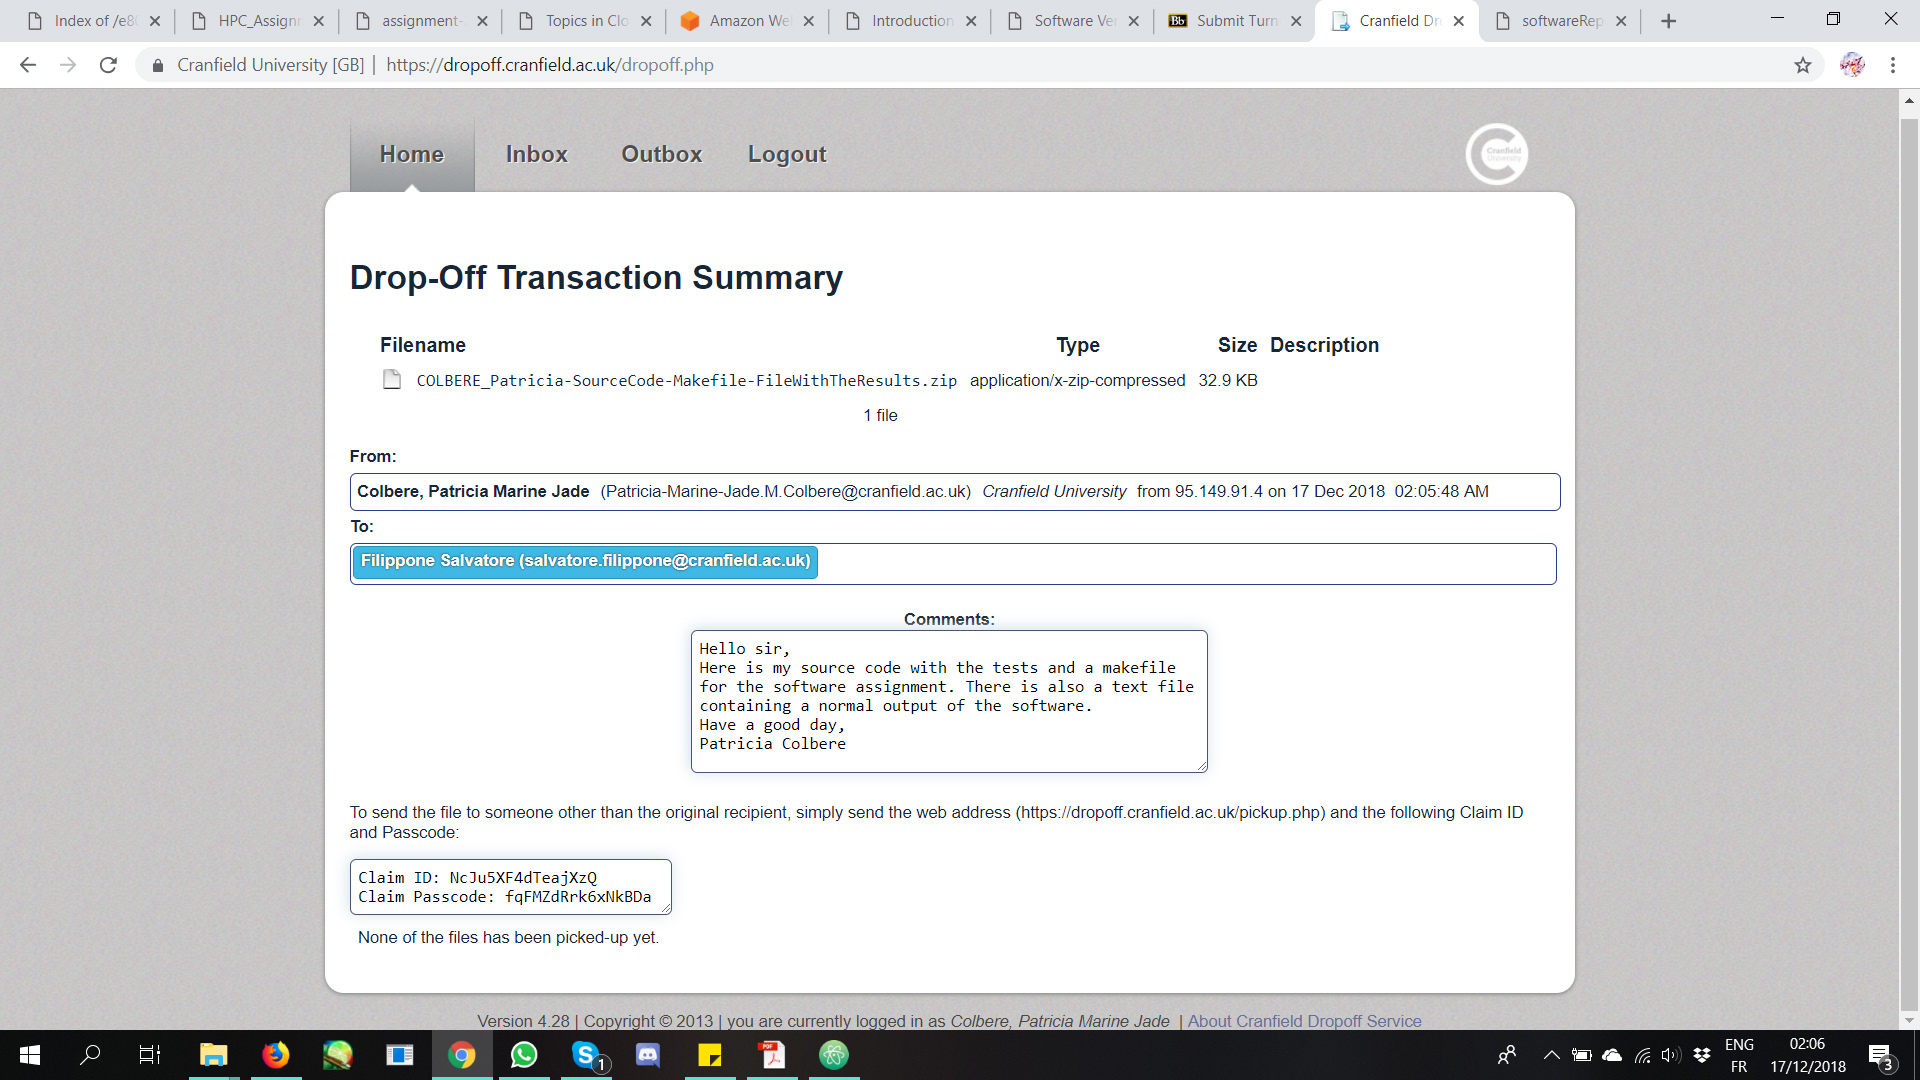 Index of /e8
HPC_Assign
assignment-
Topics in Clo
Amazon We
Introduction
Software Ve
Bb Submit Turn
Cranfield Dr
softwareRep
Cranfield University [GB] | https://dropoff.cranfield.ac.uk/dropoff.php
Home Inbox Outbox Logout
Cranfield
University
Drop-Off Transaction Summary
Filename Type Size Description
COLBERE_Patricia-SourceCode-Makefile-FileWithTheResults.zip application/x-zip-compressed 32.9 KB
1 file
From:
Colbere, Patricia Marine Jade (Patricia-Marine-Jade.M.Colbere@cranfield.ac.uk) Cranfield University from 95.149.91.4 on 17 Dec 2018 02:05:48 AM
To:
Filippone Salvatore (salvatore.filippone@cranfield.ac.uk)
Comments:
Hello sir,
Here is my source code with the tests and a makefile
for the software assignment. There is also a text file
containing a normal output of the software.
Have a good day,
Patricia Colbere
To send the file to someone other than the original recipient, simply send the web address (https://dropoff.cranfield.ac.uk/pickup.php) and the following Claim ID
and Passcode:
Claim ID: NcJu5XF4dTeajXzQ
Claim Passcode: fqFMZdRrk6xNkBDa
None of the files has been picked-up yet.
Version 4.28 | Copyright © 2013 | you are currently logged in as Colbere, Patricia Marine Jade | About Cranfield Dropoff Service
1
PDF
ENG
FR
02:06
17/12/2018
3